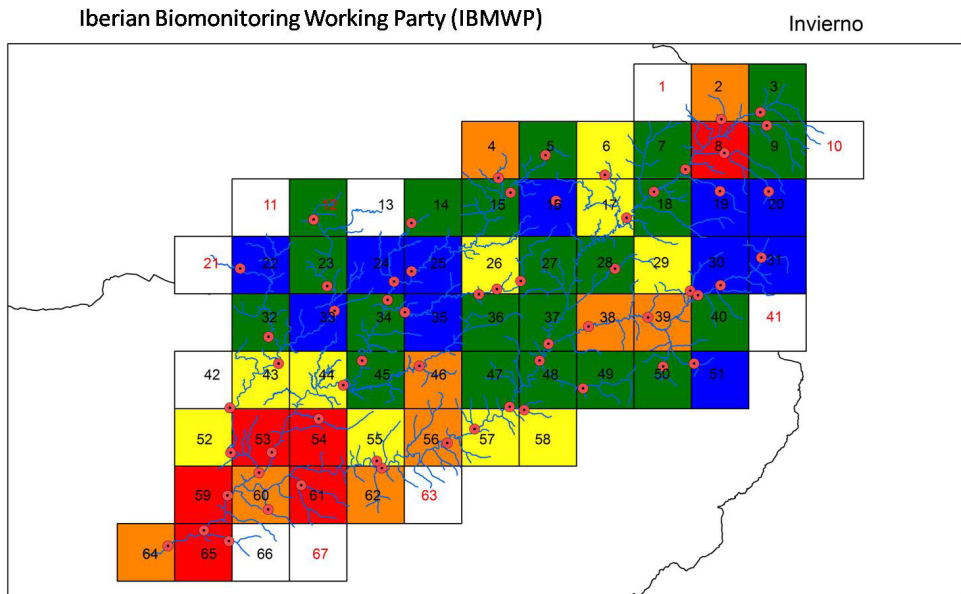 Iberian Biomonitoring Working Party (IBMWP)
Invierno
1 2 3
4 5 6 7 8 9 10
11 12 13 14 15 16 17 18 19 20
21 22 23 24 25 26 27 28 29 30 31
32 33 34 35 36 37 38 39 40 41
42 43 44 45 46 47 48 49 50 51
52 53 54 55 56 57 58
59 60 61 62 63
64 65 66 67